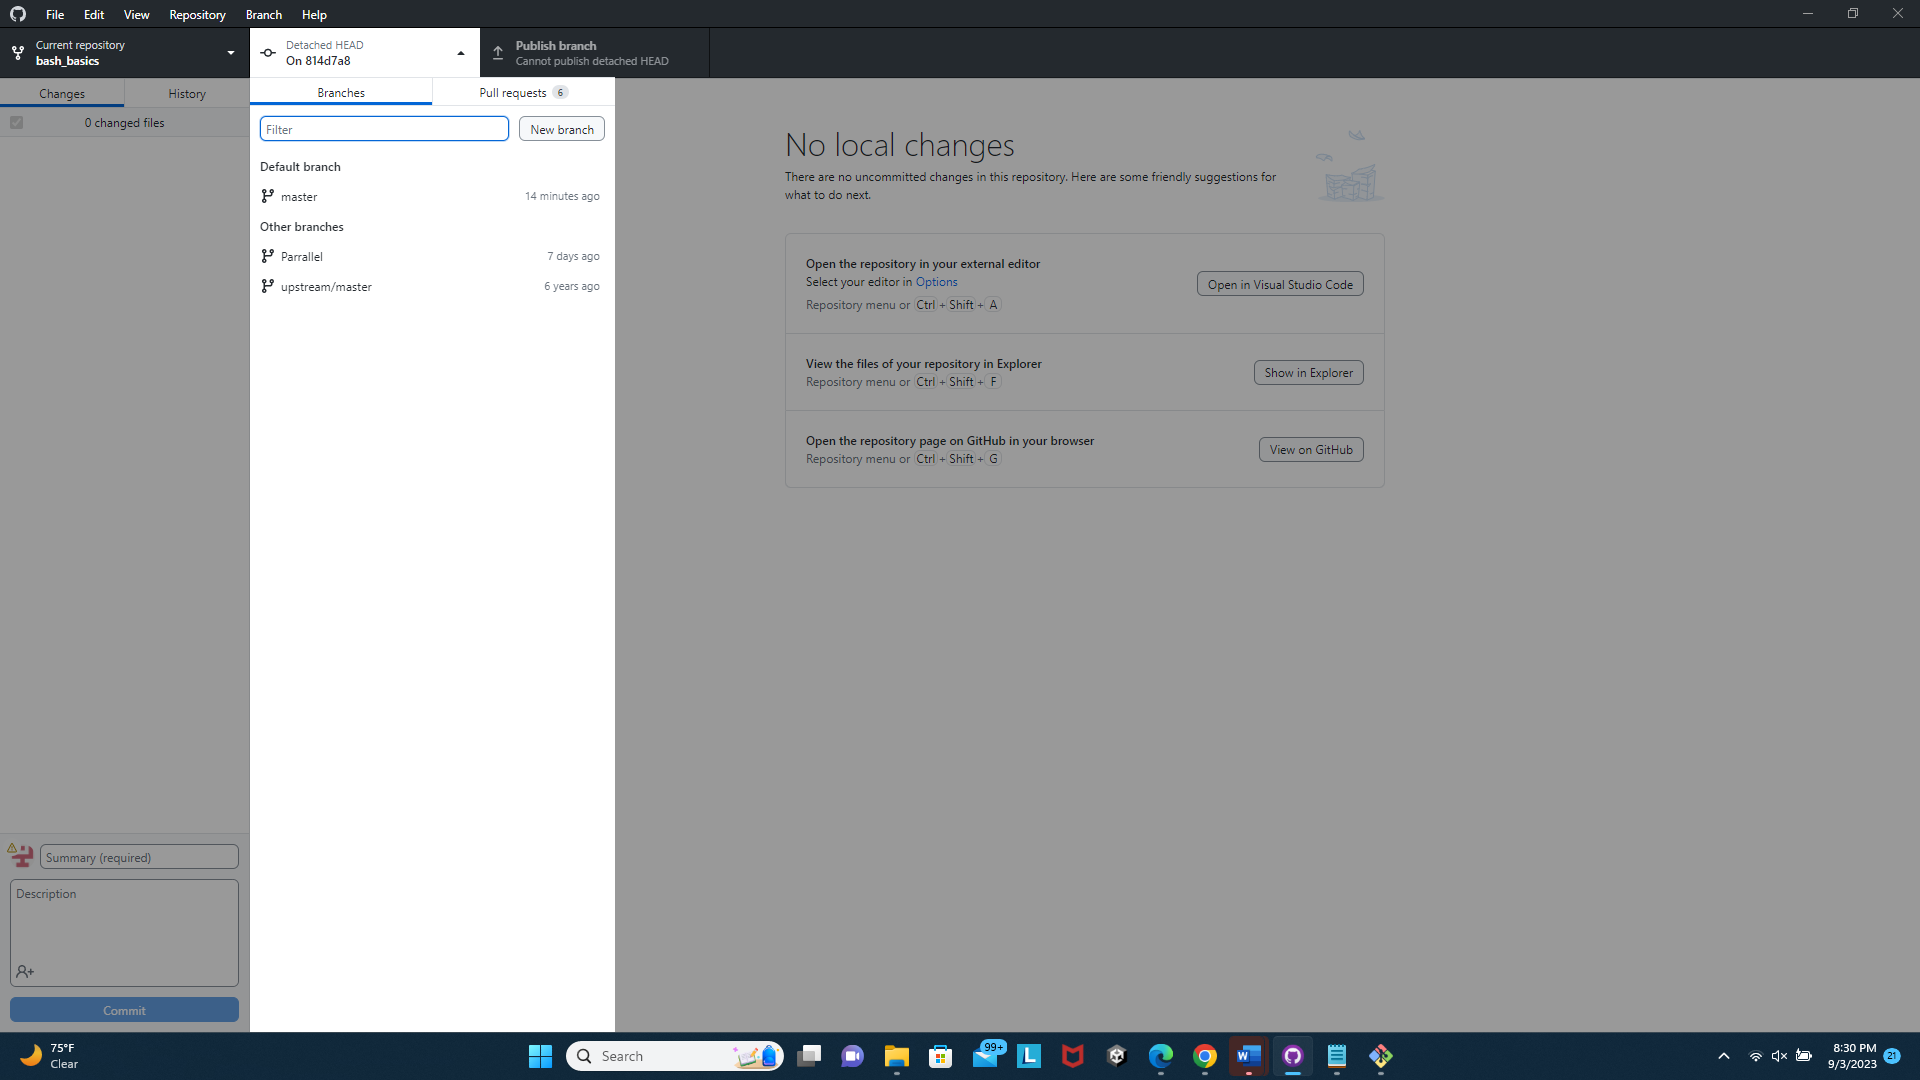 File Edit View Repository Branch Help
Current repository
bash_basics
Detached HEAD
On 814d7a8
Publish branch
Cannot publish detached HEAD
Changes History
0 changed files
Branches Pull requests 6
Filter New branch
Default branch
master 14 minutes ago
Other branches
Parrallel 7 days ago
upstream/master 6 years ago
No local changes
There are no uncommitted changes in this repository. Here are some friendly suggestions for
what to do next.
Open the repository in your external editor
Select your editor in Options
Repository menu or Ctrl + Shift + A
Open in Visual Studio Code
View the files of your repository in Explorer
Repository menu or Ctrl + Shift + F
Show in Explorer
Open the repository page on GitHub in your browser
Repository menu or Ctrl + Shift + G
View on GitHub
Summary (required)
Description
Commit
75°F
Clear
Search
99+
L
W
8:30 PM
9/3/2023
21